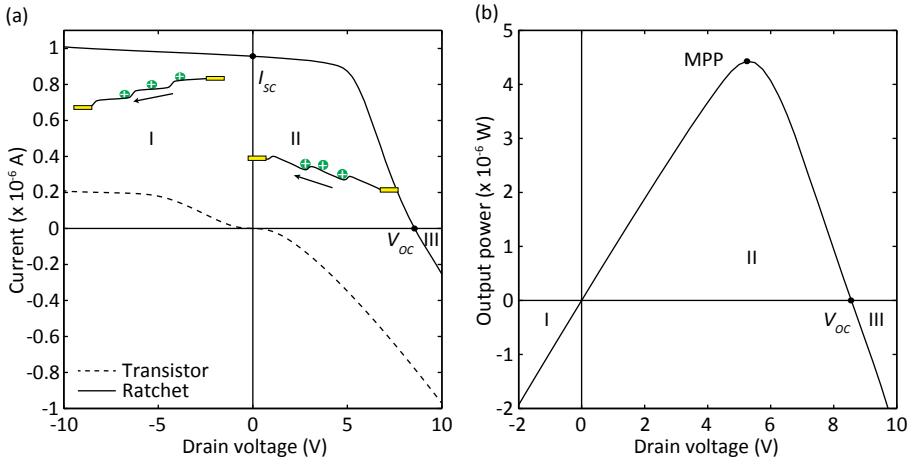 (a)
1
0.8
0.6
0.4
0.2
0
-0.2
-0.4
-0.6
-0.8
-1
-10
-5
0
5
10
Current (x 10⁻⁶ A)
Drain voltage (V)
I_sc
I
II
V_oc
III
+ + +
+ + +
Transistor
Ratchet
(b)
5
4
3
2
1
0
-1
-2
-2
0
2
4
6
8
10
Output power (x 10⁻⁶ W)
Drain voltage (V)
MPP
II
I
V_oc
III